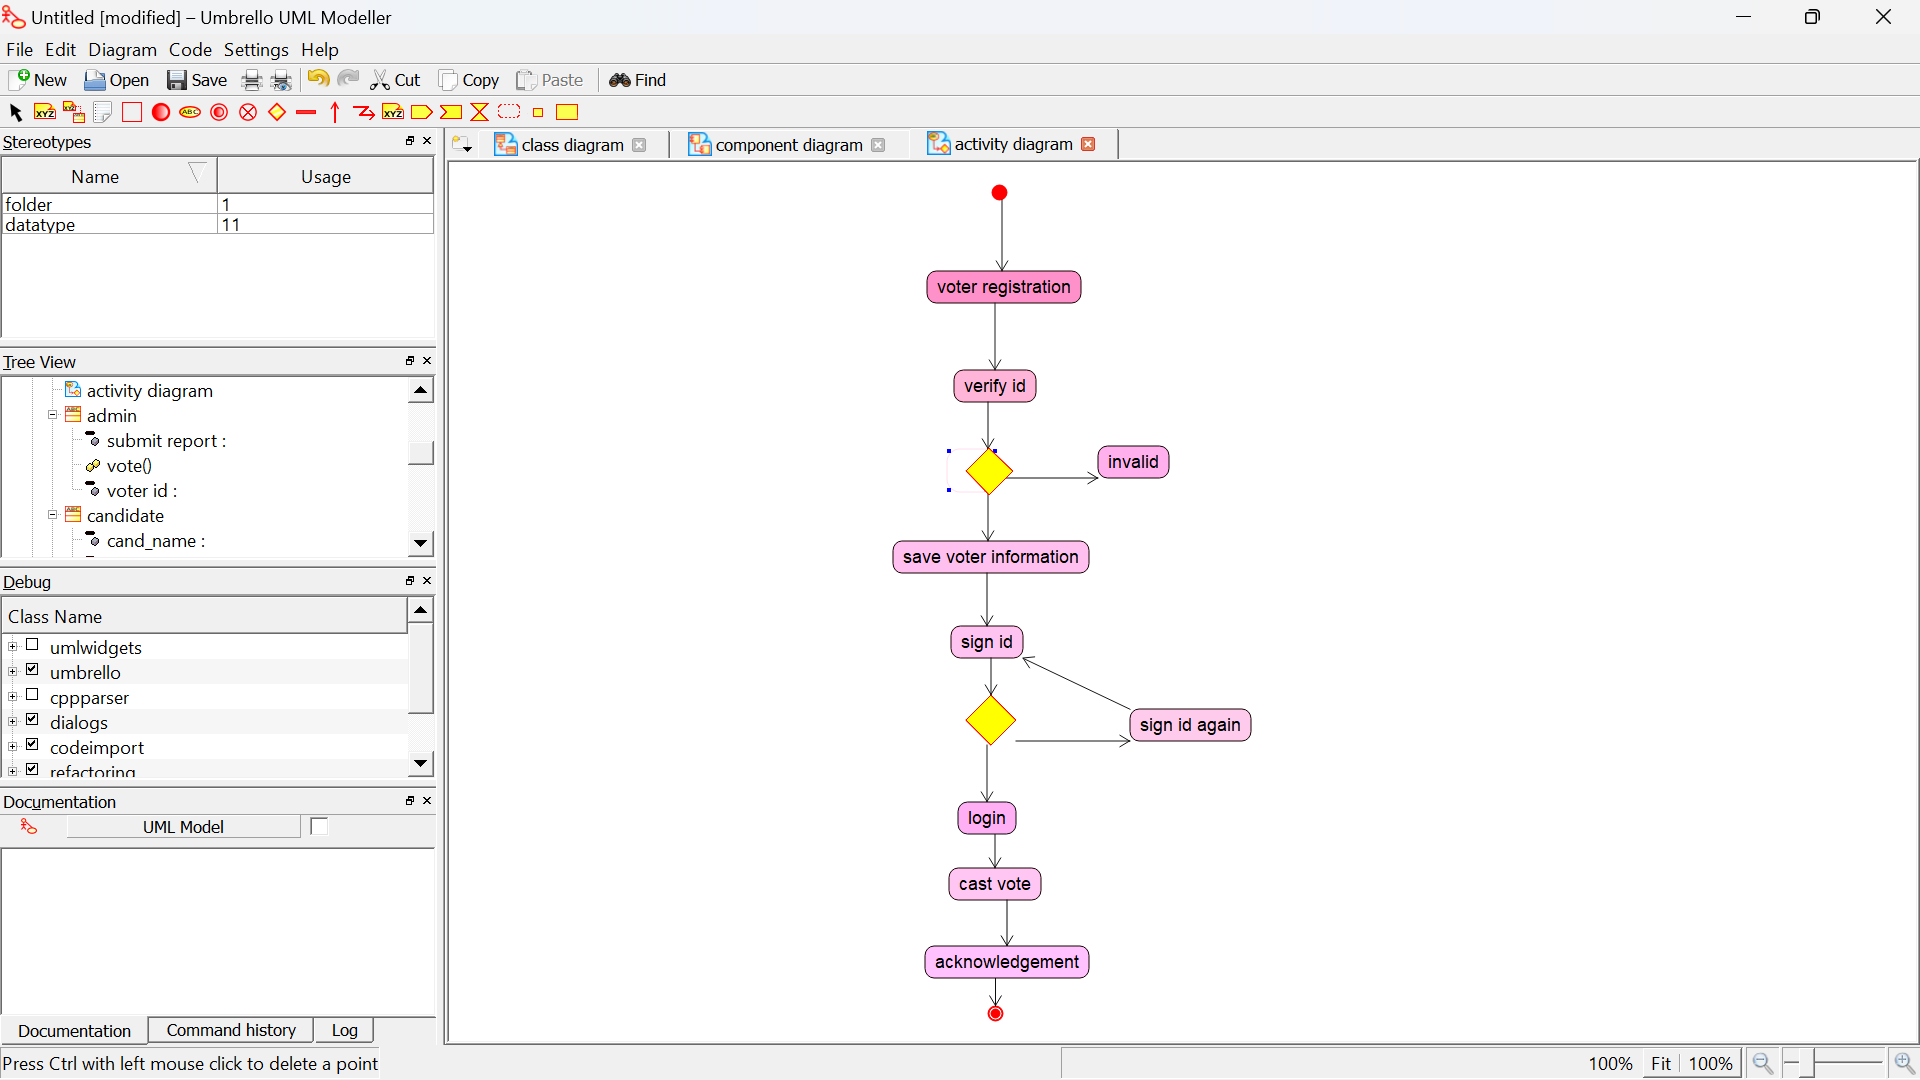 Untitled [modified] – Umbrello UML Modeller
File Edit Diagram Code Settings Help
New Open Save Cut Copy Paste Find
XYZ XYZ ABC XYZ
Stereotypes
Name Usage
folder 1
datatype 11
Tree View
activity diagram
admin
submit report :
vote()
voter id :
candidate
cand_name :
Debug
Class Name
umlwidgets
umbrello
cppparser
dialogs
codeimport
refactoring
Documentation
UML Model
Documentation Command history Log
Press Ctrl with left mouse click to delete a point
class diagram component diagram activity diagram
voter registration
verify id
invalid
save voter information
sign id
sign id again
login
cast vote
acknowledgement
100% Fit 100%